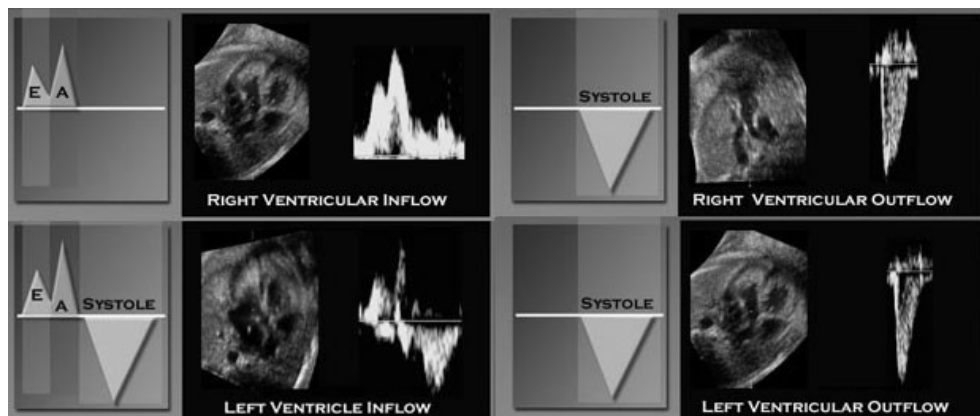 E A
RIGHT VENTRICULAR INFLOW
SYSTOLE
RIGHT VENTRICULAR OUTFLOW
E A SYSTOLE
LEFT VENTRICLE INFLOW
SYSTOLE
LEFT VENTRICULAR OUTFLOW